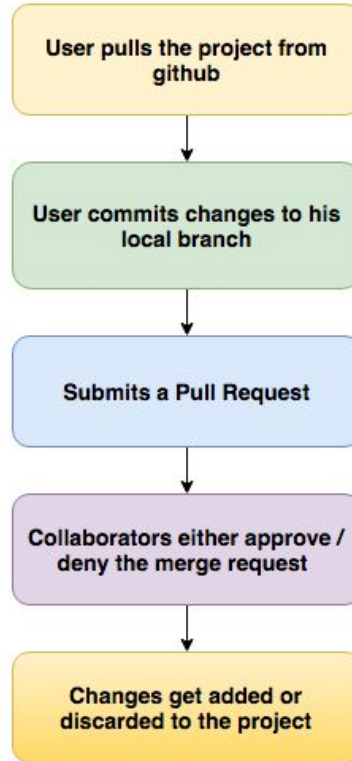 User pulls the project from
github
User commits changes to his
local branch
Submits a Pull Request
Collaborators either approve /
deny the merge request
Changes get added or
discarded to the project